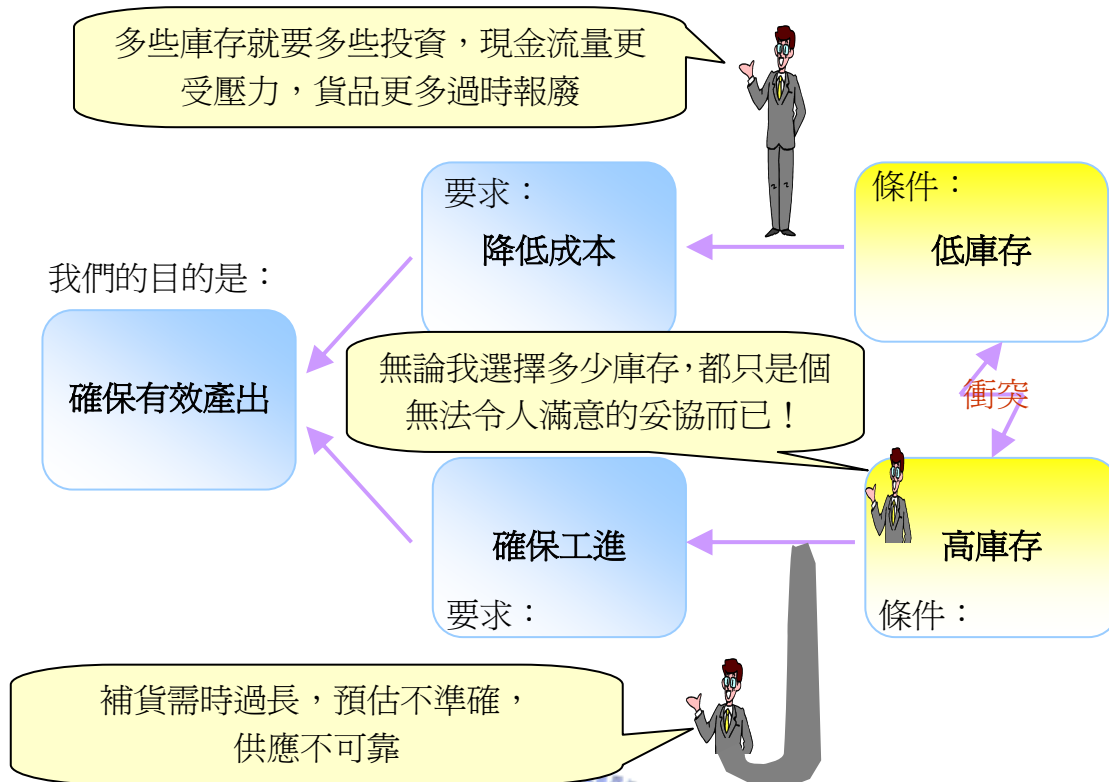 多些庫存就要多些投資，現金流量更
受壓力，貨品更多過時報廢
要求：
降低成本
條件：
低庫存
我們的目的是：
確保有效產出
無論我選擇多少庫存，都只是個
無法令人滿意的妥協而已！
衝突
確保工進
要求：
高庫存
條件：
補貨需時過長，預估不準確，
供應不可靠